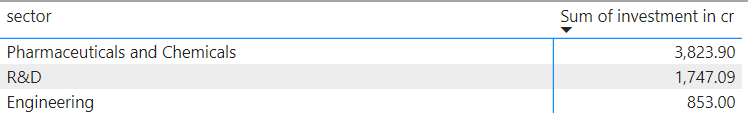 sector Sum of investment in cr
Pharmaceuticals and Chemicals 3,823.90
R&D 1,747.09
Engineering 853.00